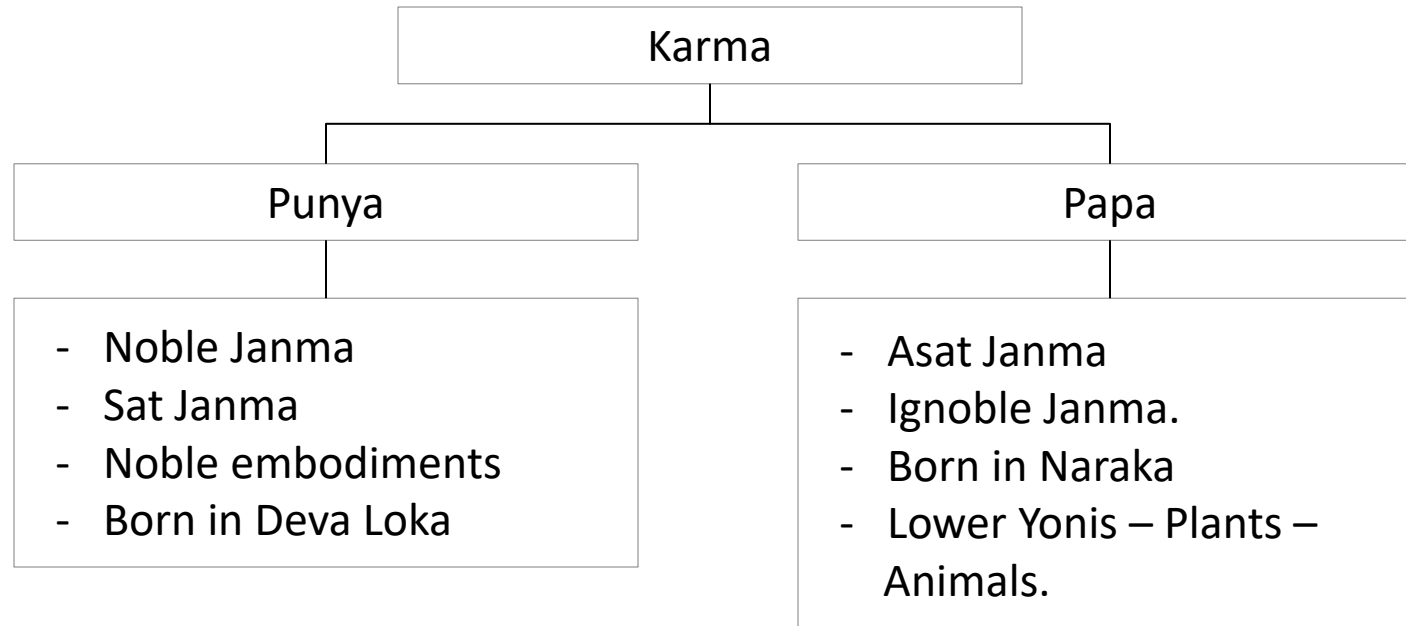 Karma
Punya
Papa
- Noble Janma
- Sat Janma
- Noble embodiments
- Born in Deva Loka
- Asat Janma
- Ignoble Janma.
- Born in Naraka
- Lower Yonis – Plants –
Animals.